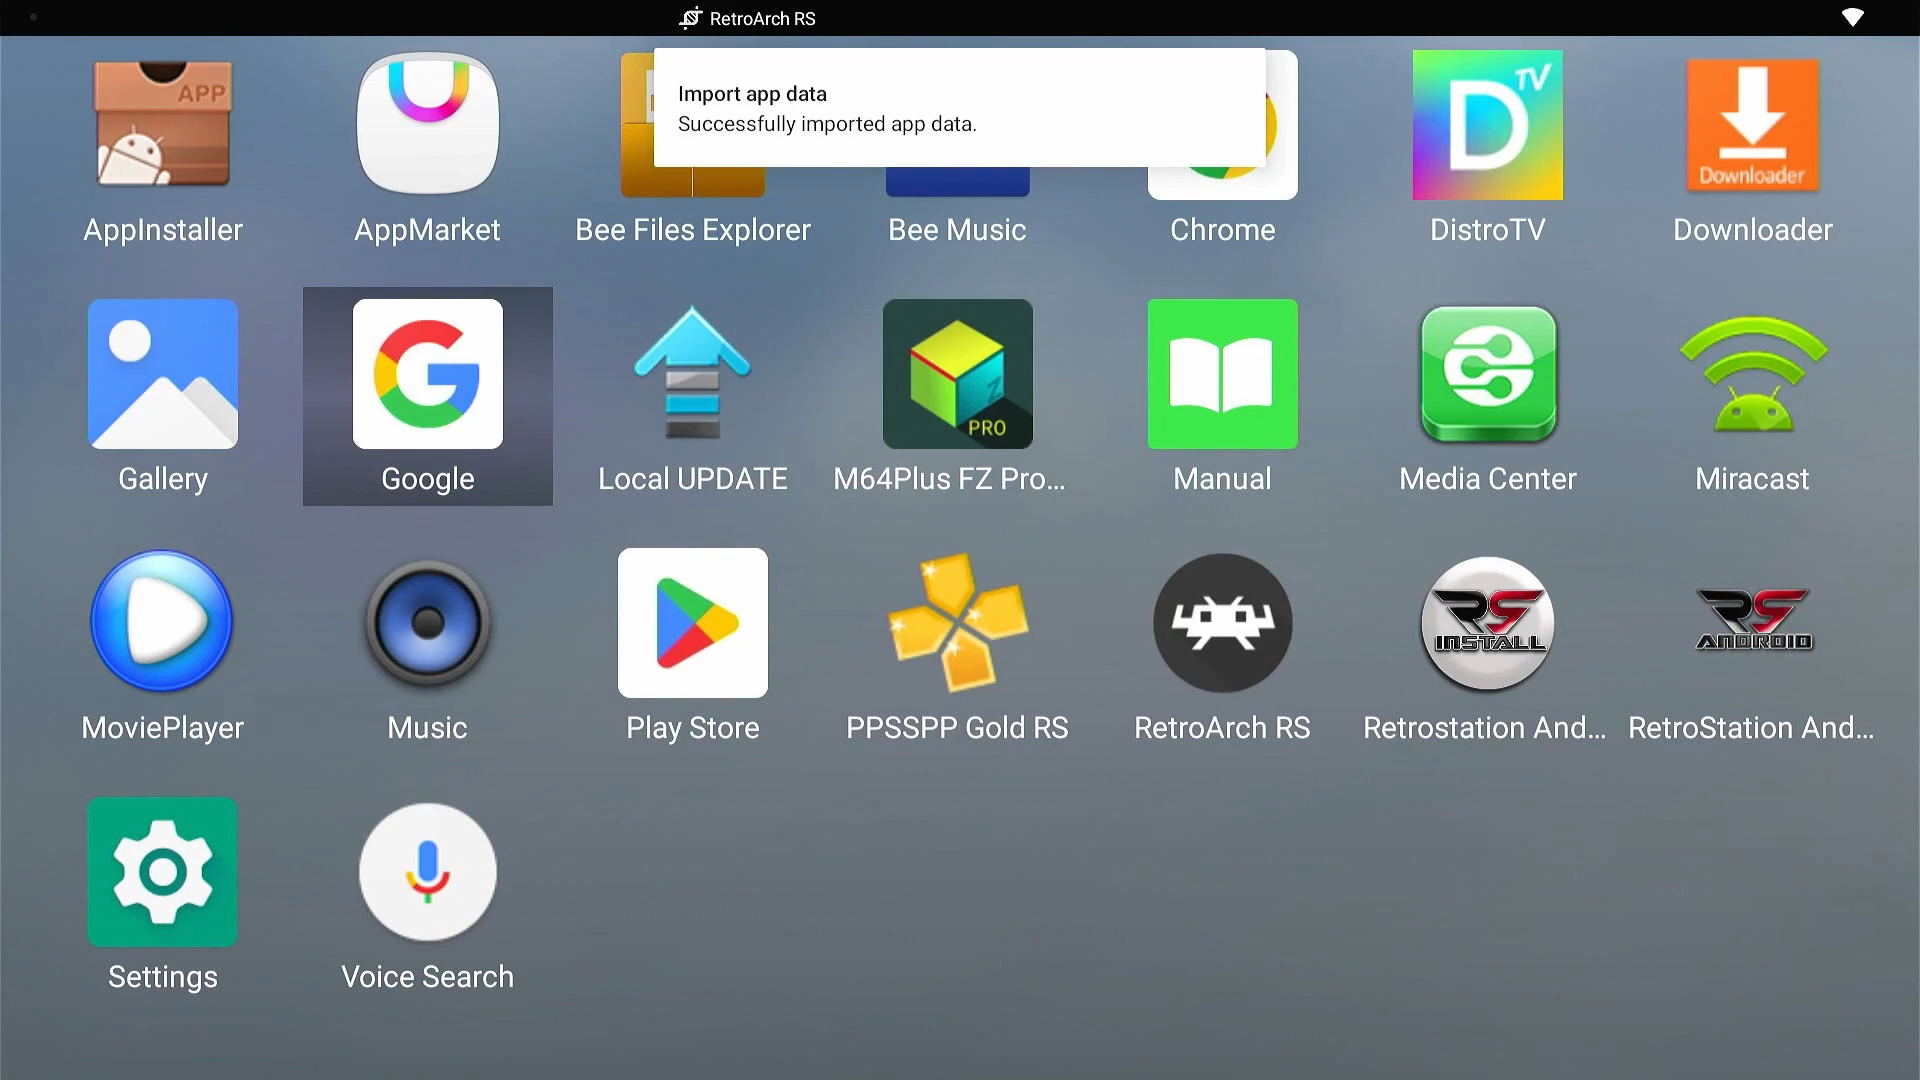 RetroArch RS
Import app data
Successfully imported app data.
APP
TV
D
Downloader
AppInstaller
AppMarket
Bee Files Explorer
Bee Music
Chrome
DistroTV
Downloader
G
Z
PRO
Gallery
Google
Local UPDATE
M64Plus FZ Pro...
Manual
Media Center
Miracast
RS
INSTALL
RS
ANDROID
MoviePlayer
Music
Play Store
PPSSPP Gold RS
RetroArch RS
Retrostation And...
RetroStation And...
Settings
Voice Search